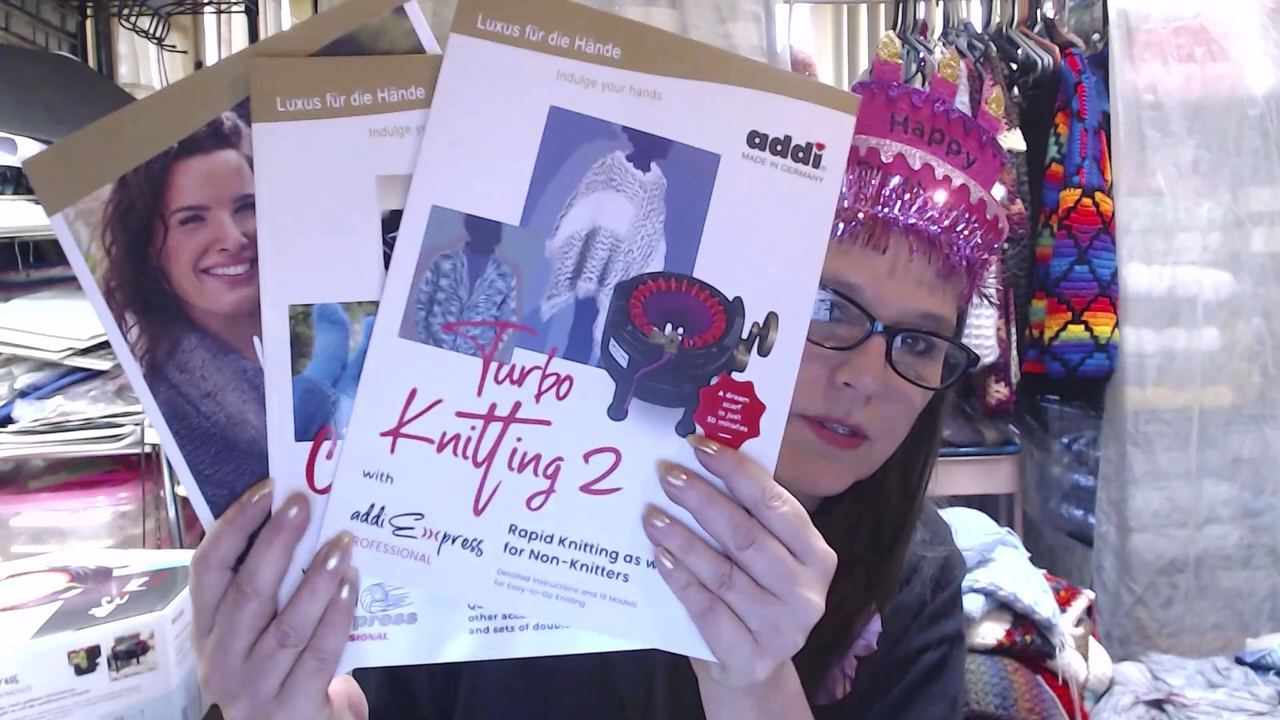 Luxus für die Hände
Indulge your hands
addi
MADE IN GERMANY
A dream
scarf
in just
30 minutes
Turbo
Knitting 2
with
addi Express
PROFESSIONAL
Rapid Knitting as
for Non-Knitters
Detailed Instructions and 15 Models
for Easy-to-Go Knitting
other
and sets of
Luxus für die Hände
Indulge
Happy